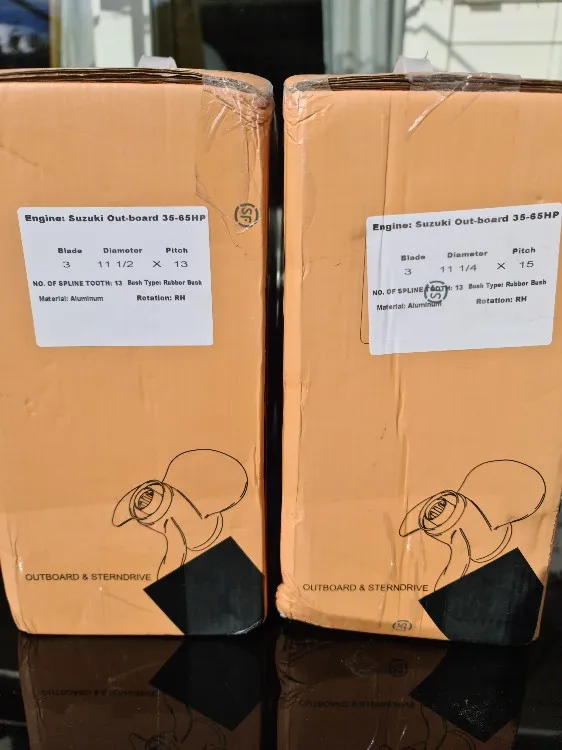 Engine: Suzuki Out-board 35-65HP
Blade Diameter Pitch
3 11 1/2 X 13
NO. OF SPLINE TOOTH: 13 Bush Type: Rubber Bush
Material: Aluminum Rotation: RH
OUTBOARD & STERNDRIVE
Engine: Suzuki Out-board 35-65HP
Blade Diameter Pitch
3 11 1/4 X 15
NO. OF SPLINE TOOTH: 13 Bush Type: Rubber Bush
Material: Aluminum Rotation: RH
OUTBOARD & STERNDRIVE